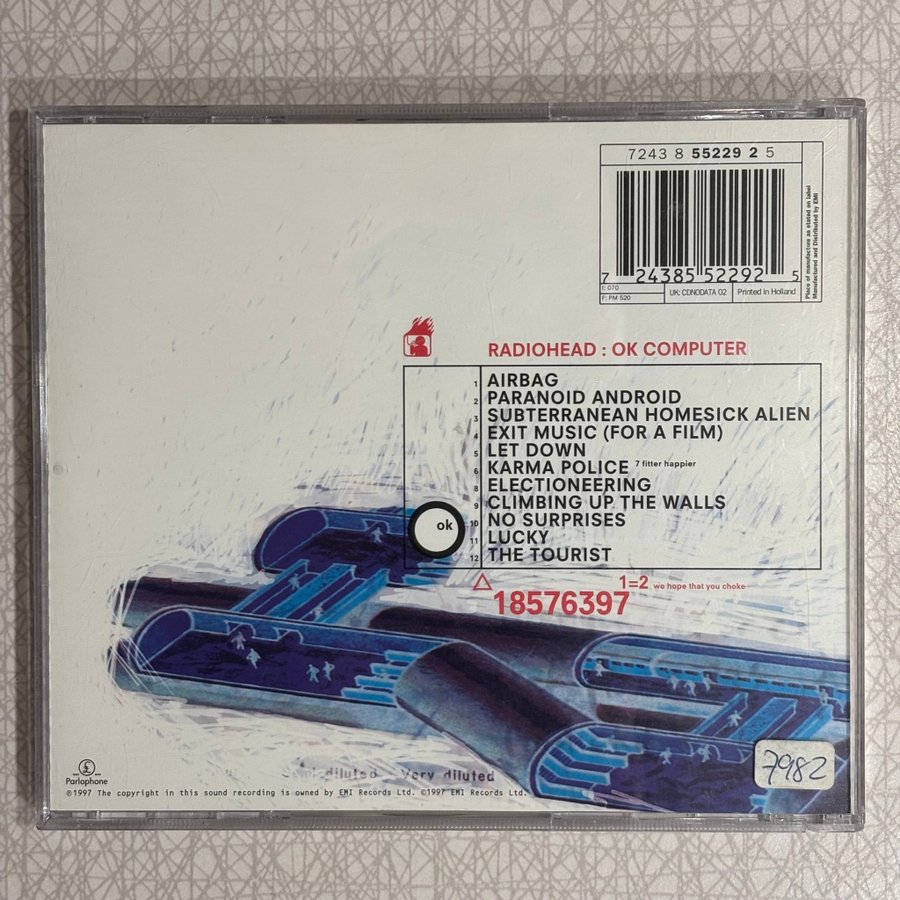 7243 8 55229 2 5
7 24385 52292 5
I: 070
F: PM 520
UK: CDNODATA 02
Printed in Holland
Place of manufacture as stated on label
Manufactured and Distributed by EMI
RADIOHEAD : OK COMPUTER
1 AIRBAG
2 PARANOID ANDROID
3 SUBTERRANEAN HOMESICK ALIEN
4 EXIT MUSIC (FOR A FILM)
5 LET DOWN
6 KARMA POLICE 7 fitter happier
8 ELECTIONEERING
9 CLIMBING UP THE WALLS
10 NO SURPRISES
11 LUCKY
12 THE TOURIST
ok
1=2 we hope that you choke
18576397
7982
diluted Very diluted
Parlophone
℗1997 The copyright in this sound recording is owned by EMI Records Ltd. ©1997 EMI Records Ltd.